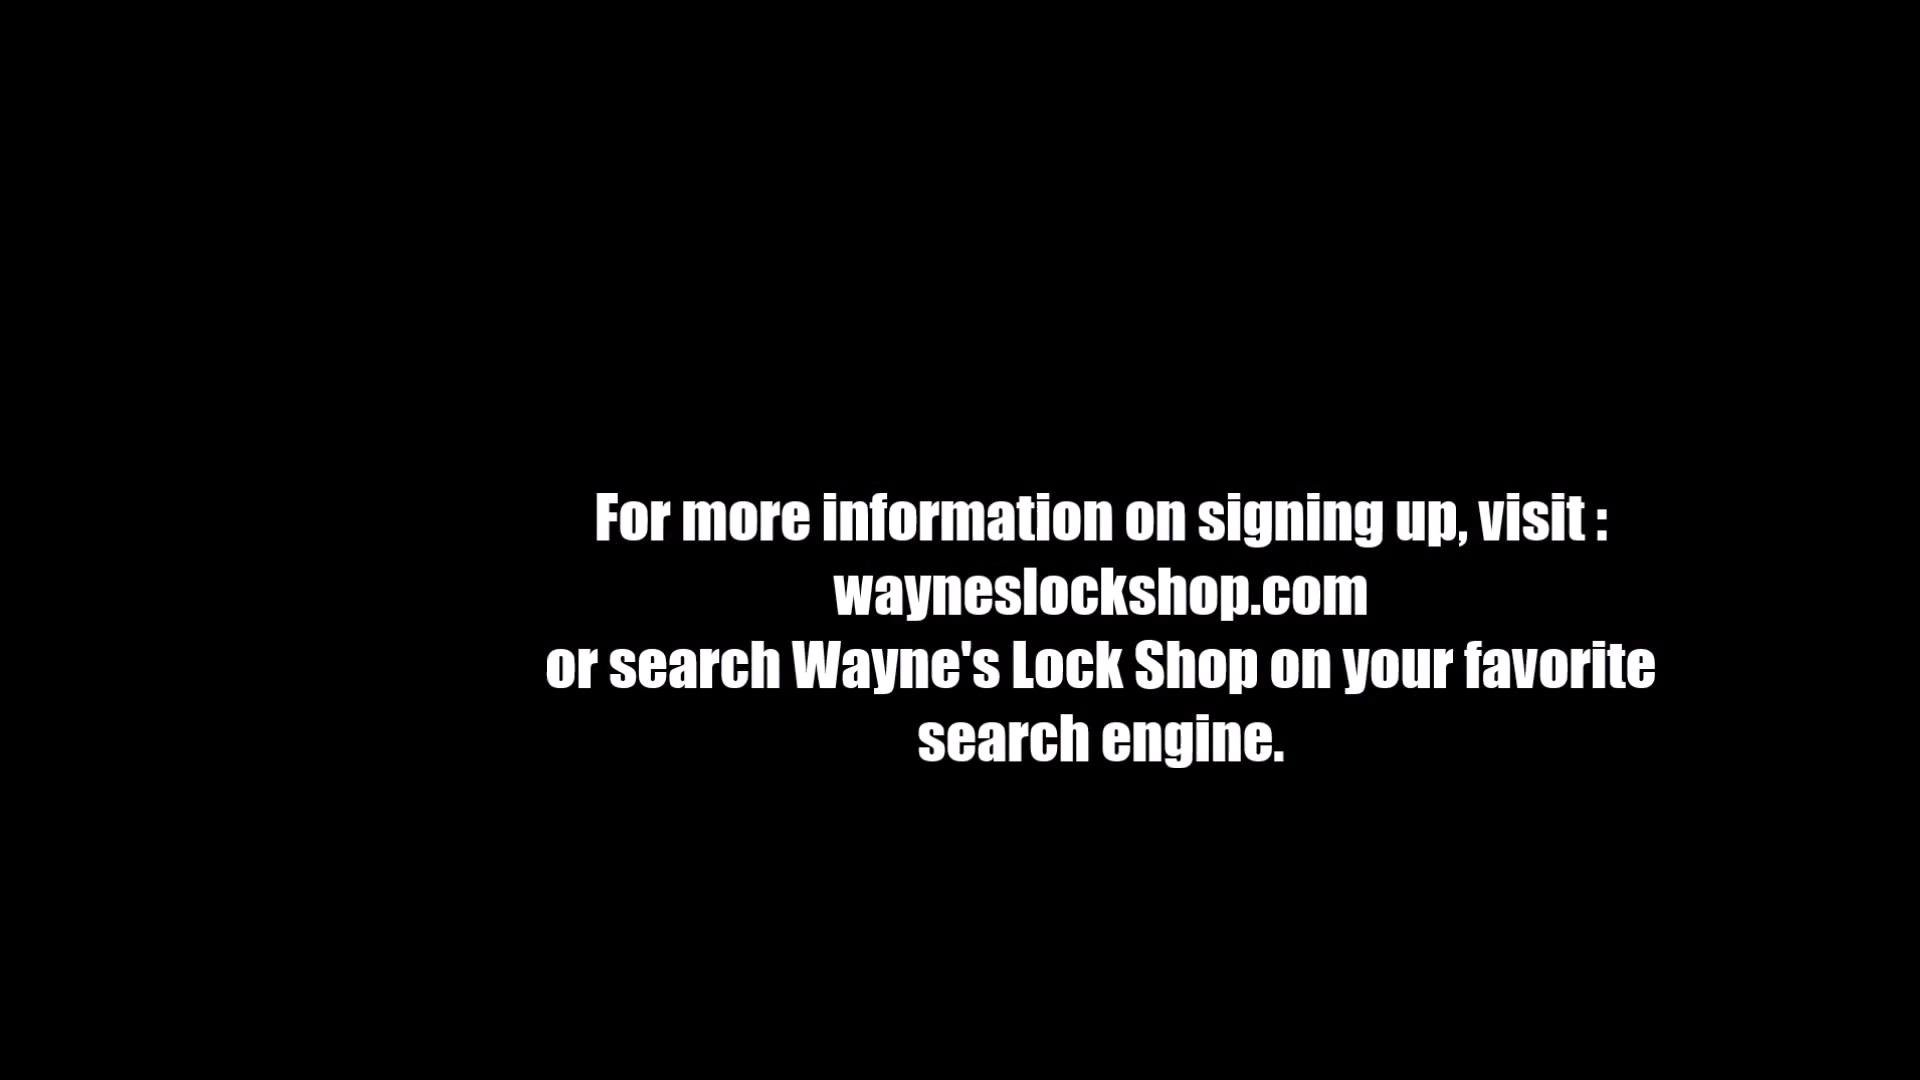 For more information on signing up, visit :
wayneslockshop.com
or search Wayne's Lock Shop on your favorite
search engine.